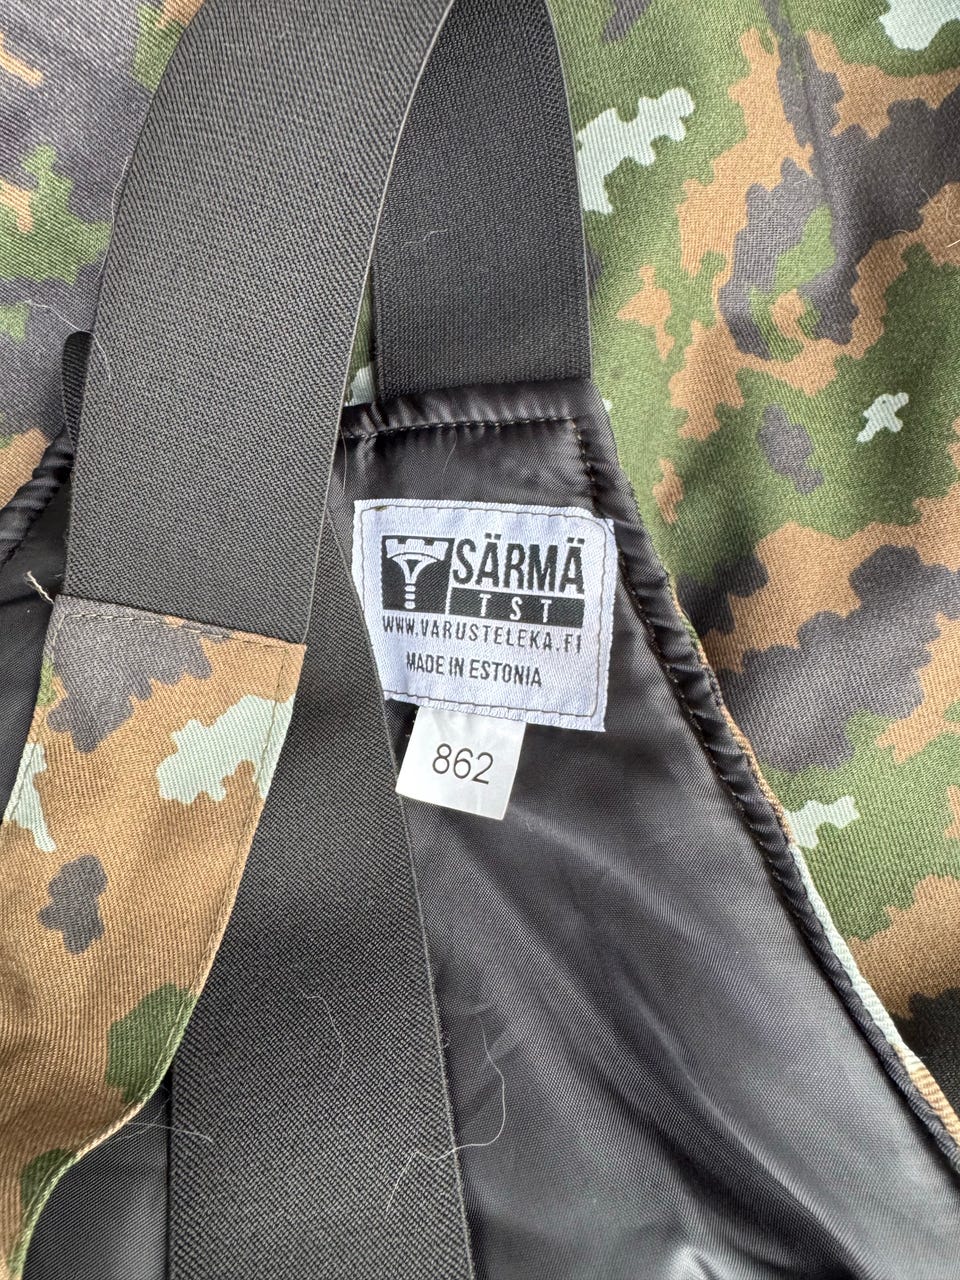 SÄRMÄ
TST
WWW.VARUSTELEKA.FI
MADE IN ESTONIA
862